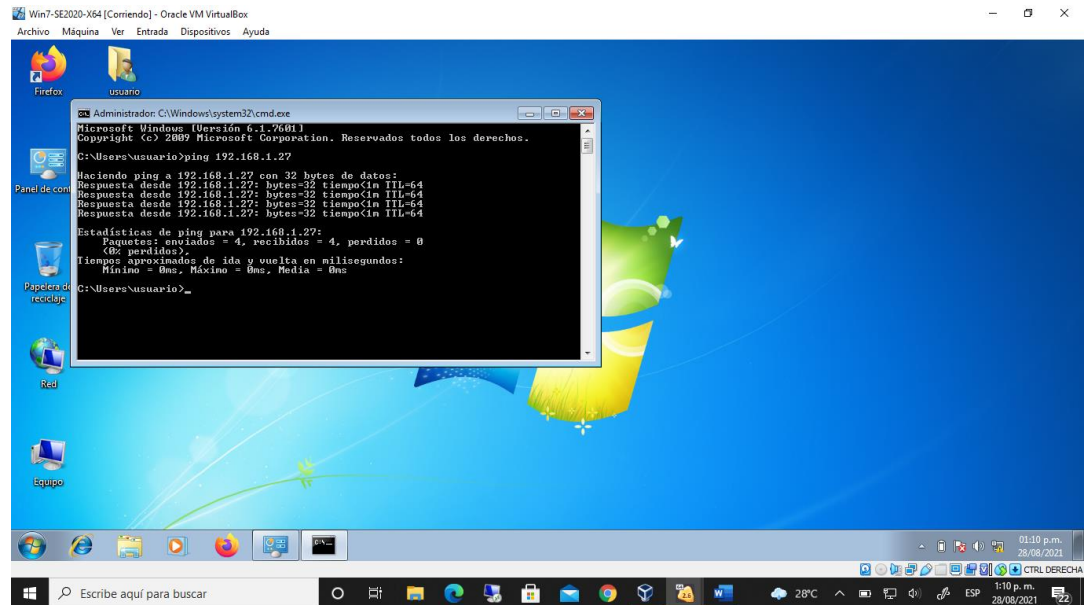 Win7-SE2020-X64 [Corriendo] - Oracle VM VirtualBox
Archivo Máquina Ver Entrada Dispositivos Ayuda
Firefox
usuario
Panel de cont
Papelera de
reciclaje
Red
Equipo
Administrador: C:\Windows\system32\cmd.exe
Microsoft Windows [Versión 6.1.7601]
Copyright (c) 2009 Microsoft Corporation. Reservados todos los derechos.
C:\Users\usuario>ping 192.168.1.27
Haciendo ping a 192.168.1.27 con 32 bytes de datos:
Respuesta desde 192.168.1.27: bytes=32 tiempo<1m TTL=64
Respuesta desde 192.168.1.27: bytes=32 tiempo<1m TTL=64
Respuesta desde 192.168.1.27: bytes=32 tiempo<1m TTL=64
Respuesta desde 192.168.1.27: bytes=32 tiempo<1m TTL=64
Estadísticas de ping para 192.168.1.27:
Paquetes: enviados = 4, recibidos = 4, perdidos = 0
(0% perdidos),
Tiempos aproximados de ida y vuelta en milisegundos:
Mínimo = 0ms, Máximo = 0ms, Media = 0ms
C:\Users\usuario>_
01:10 p.m.
28/08/2021
CTRL DERECHA
Escribe aquí para buscar
28°C
ESP
1:10 p. m.
28/08/2021
22